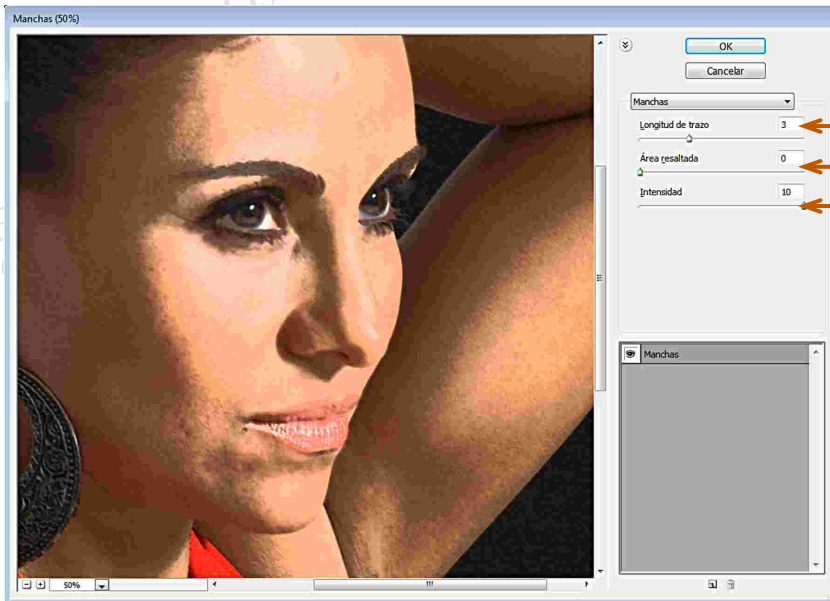 Manchas (50%)
OK
Cancelar
Manchas
Longitud de trazo 3
Área resaltada 0
Intensidad 10
Manchas
50%